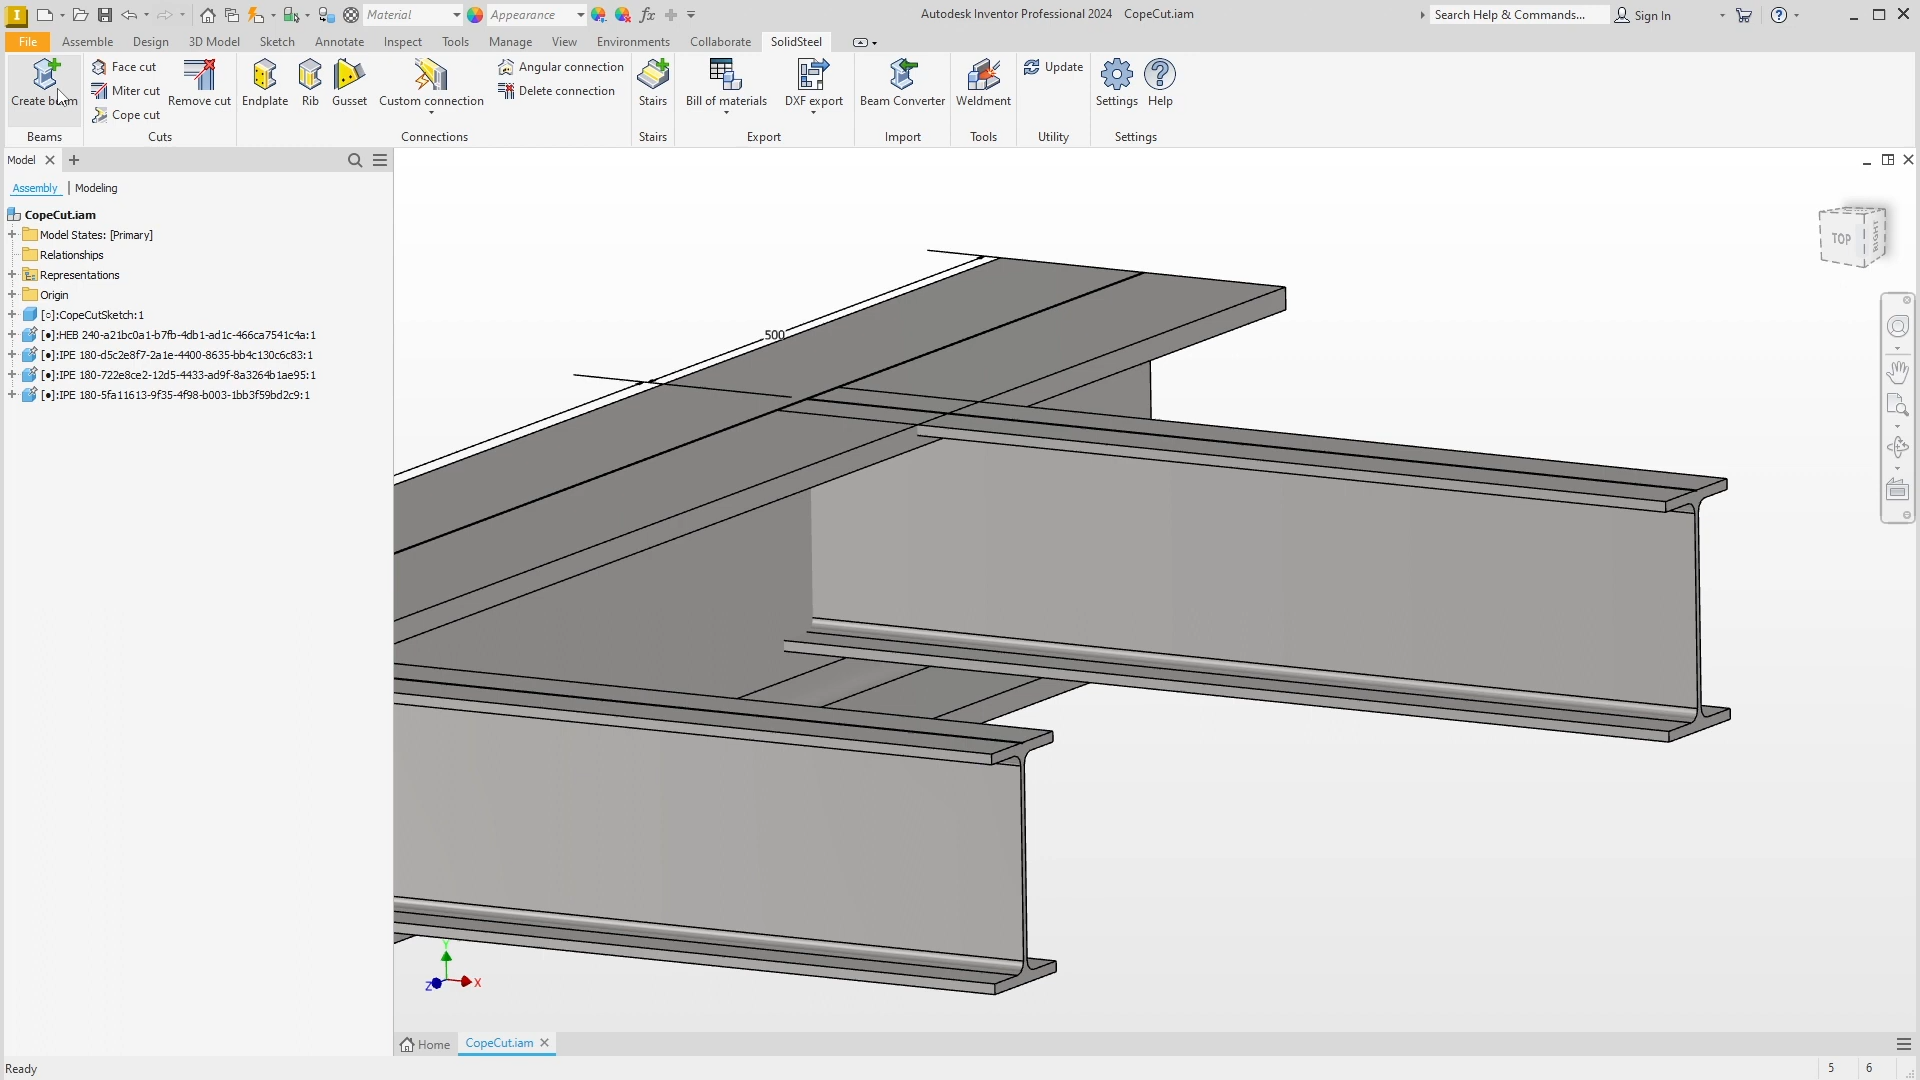 Material
Appearance
fx
Autodesk Inventor Professional 2024 CopeCut.iam
Search Help & Commands...
Sign In
File
Assemble
Design
3D Model
Sketch
Annotate
Inspect
Tools
Manage
View
Environments
Collaborate
SolidSteel
Create beam
Face cut
Miter cut
Cope cut
Remove cut
Endplate
Rib
Gusset
Custom connection
Angular connection
Delete connection
Stairs
Bill of materials
DXF export
Beam Converter
Weldment
Update
Settings
Help
Beams
Cuts
Connections
Stairs
Export
Import
Tools
Utility
Settings
Model
Assembly | Modeling
CopeCut.iam
Model States: [Primary]
Relationships
Representations
Origin
[○]:CopeCutSketch:1
[●]:HEB 240-a21bc0a1-b7fb-4db1-ad1c-466ca7541c4a:1
[●]:IPE 180-d5c2e8f7-2a1e-4400-8635-bb4c130c6c83:1
[●]:IPE 180-722e8ce2-12d5-4433-ad9f-8a3264b1ae95:1
[●]:IPE 180-5fa11613-9f35-4f98-b003-1bb3f59bd2c9:1
TOP
RIGHT
500
Y
Z
X
Home
CopeCut.iam
Ready
5
6